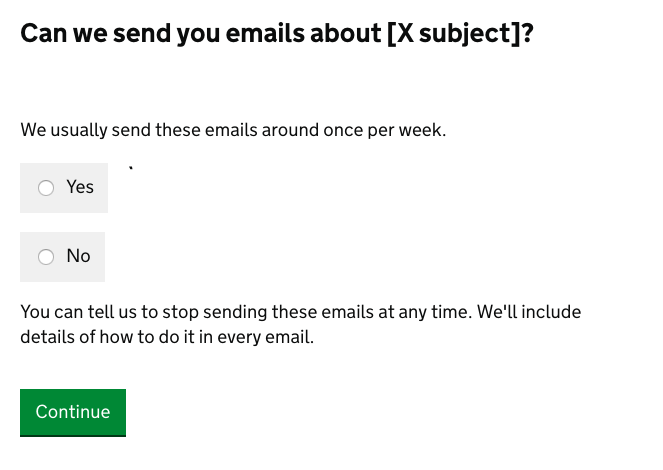 Can we send you emails about [X subject]?
We usually send these emails around once per week.
Yes
No
You can tell us to stop sending these emails at any time. We'll include
details of how to do it in every email.
Continue